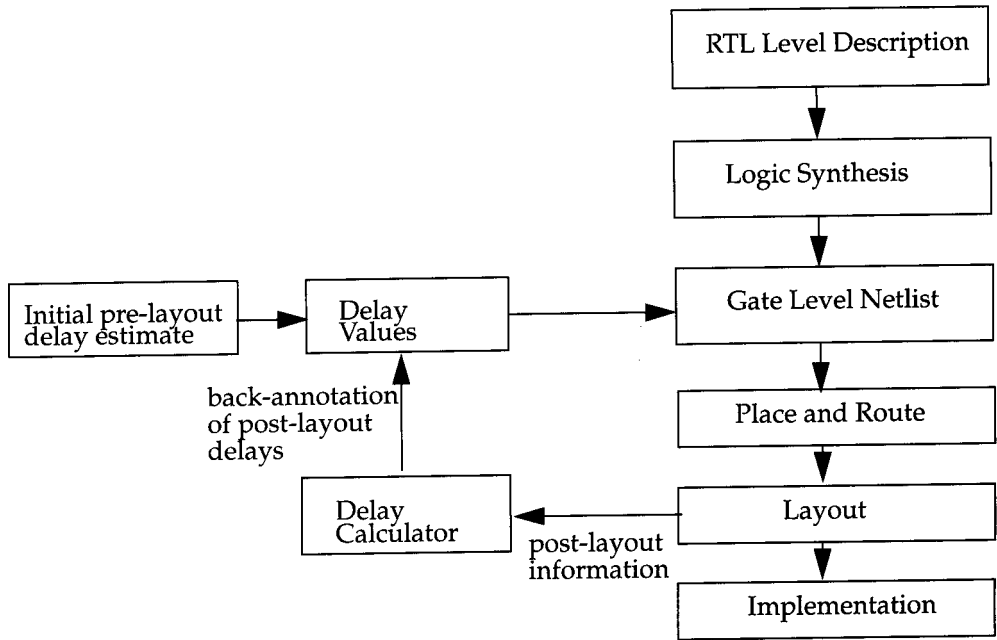 RTL Level Description
Logic Synthesis
Gate Level Netlist
Initial pre-layout
delay estimate
Delay
Values
back-annotation
of post-layout
delays
Place and Route
Delay
Calculator
Layout
post-layout
information
Implementation